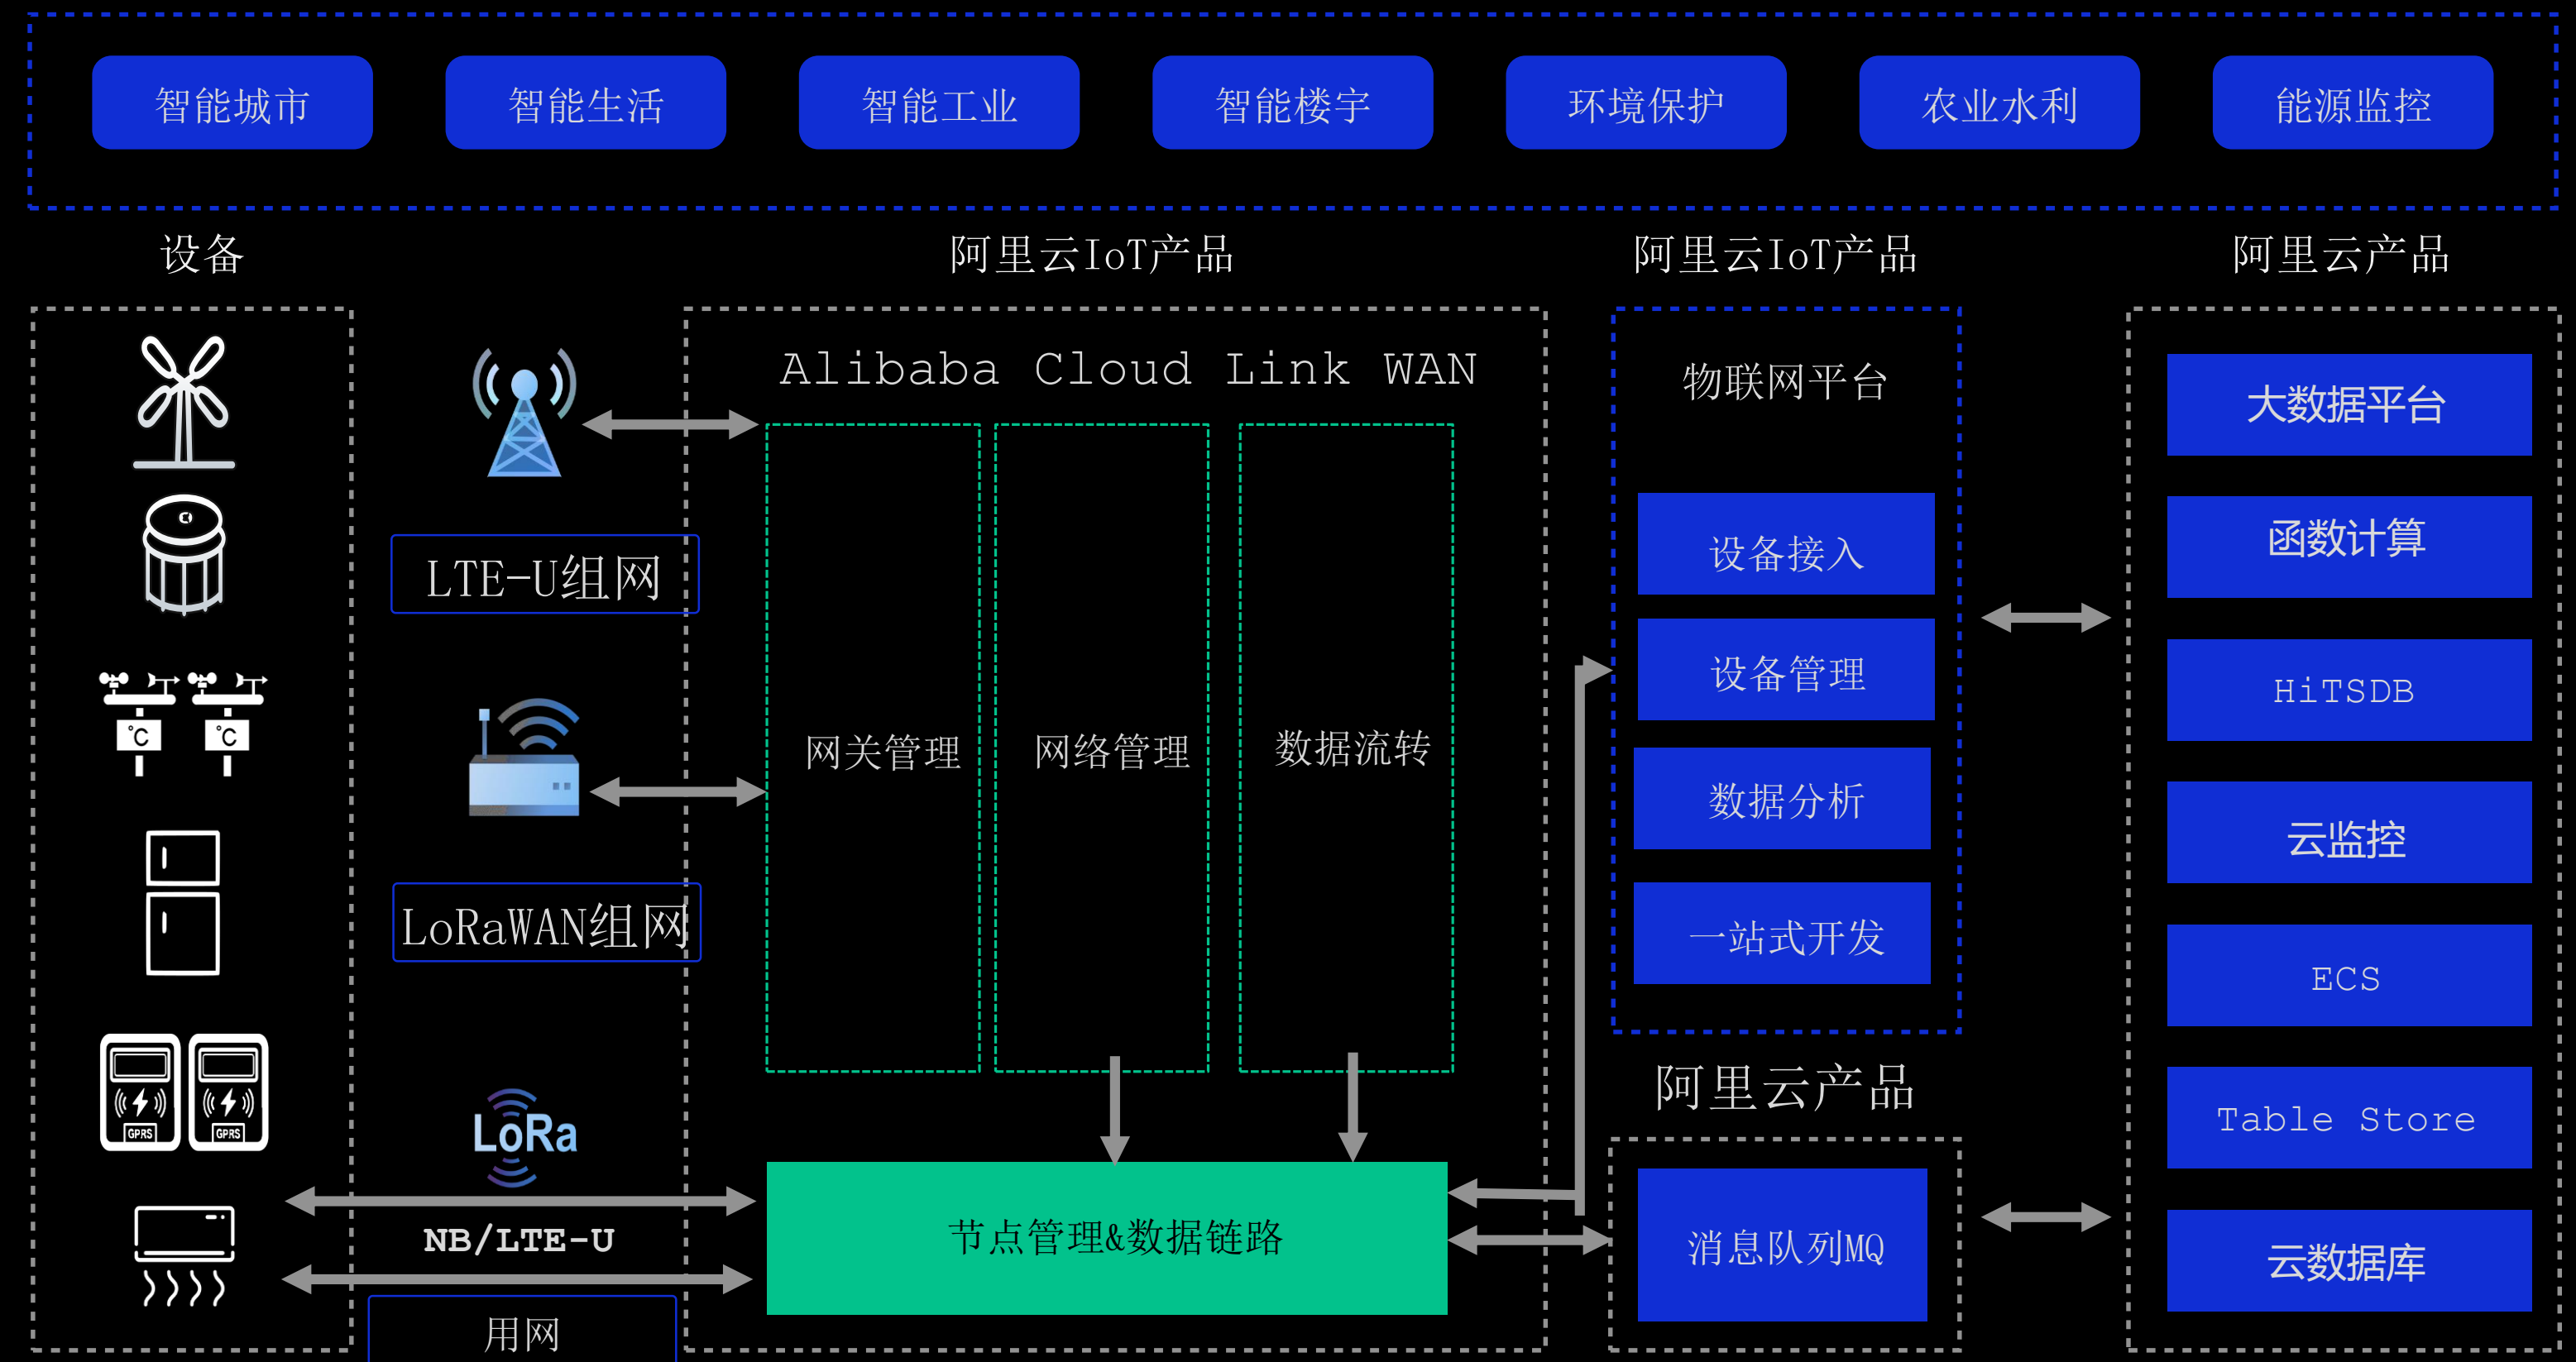 智能城市
智能生活
智能工业
智能楼宇
环境保护
农业水利
能源监控
设备
阿里云IoT产品
阿里云IoT产品
阿里云产品
℃
℃
GPRS
GPRS
LTE-U组网
LoRaWAN组网
LoRa
NB/LTE-U
用网
Alibaba Cloud Link WAN
网关管理
网络管理
数据流转
节点管理&数据链路
物联网平台
设备接入
设备管理
数据分析
一站式开发
阿里云产品
消息队列MQ
大数据平台
函数计算
HiTSDB
云监控
ECS
Table Store
云数据库